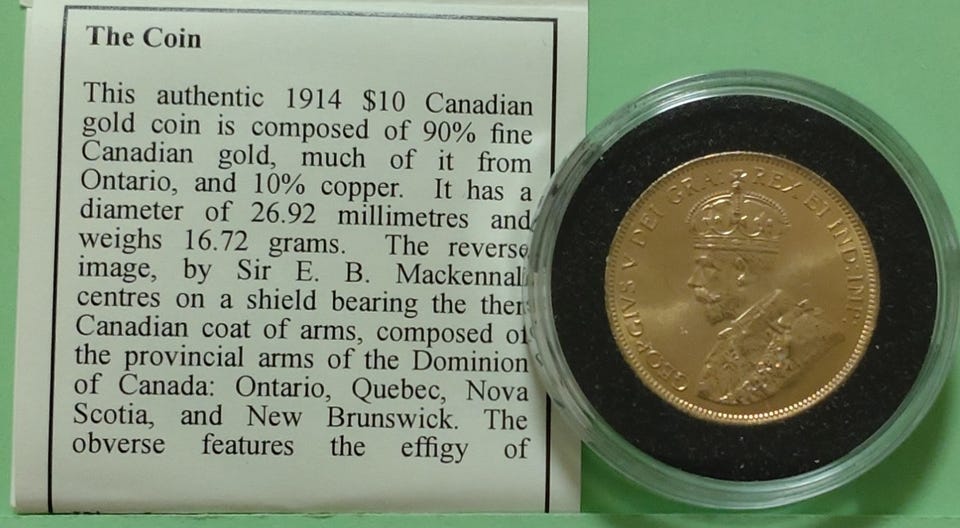 The Coin
This authentic 1914 $10 Canadian
gold coin is composed of 90% fine
Canadian gold, much of it from
Ontario, and 10% copper. It has a
diameter of 26.92 millimetres and
weighs 16.72 grams. The reverse
image, by Sir E. B. Mackennal
centres on a shield bearing the then
Canadian coat of arms, composed of
the provincial arms of the Dominion
of Canada: Ontario, Quebec, Nova
Scotia, and New Brunswick. The
obverse features the effigy of
GEORGIVS V DEI GRA: REX ET IND:IMP: